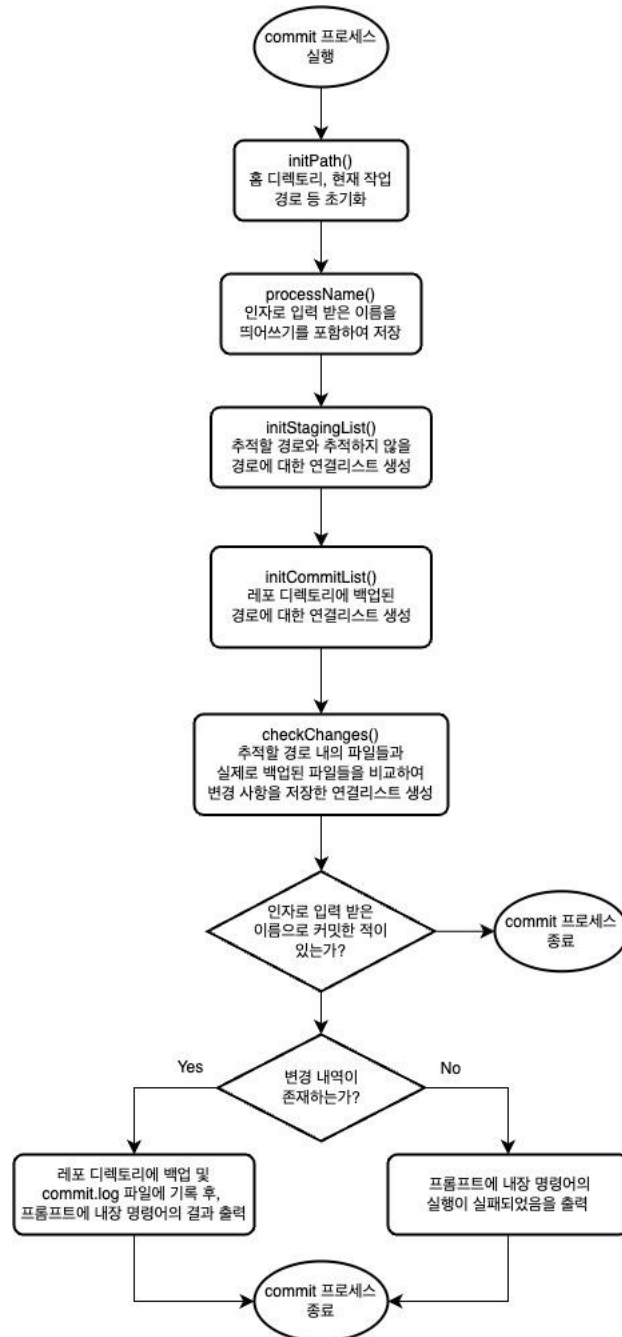 commit 프로세스
실행
initPath()
홈 디렉토리, 현재 작업
경로 등 초기화
processName()
인자로 입력 받은 이름을
띄어쓰기를 포함하여 저장
initStagingList()
추적할 경로와 추적하지 않을
경로에 대한 연결리스트 생성
initCommitList()
레포 디렉토리에 백업된
경로에 대한 연결리스트 생성
checkChanges()
추적할 경로 내의 파일들과
실제로 백업된 파일들을 비교하여
변경 사항을 저장한 연결리스트 생성
인자로 입력 받은
이름으로 커밋한 적이
있는가?
commit 프로세스
종료
변경 내역이
존재하는가?
Yes
No
레포 디렉토리에 백업 및
commit.log 파일에 기록 후,
프롬프트에 내장 명령어의 결과 출력
프롬프트에 내장 명령어의
실행이 실패되었음을 출력
commit 프로세스
종료